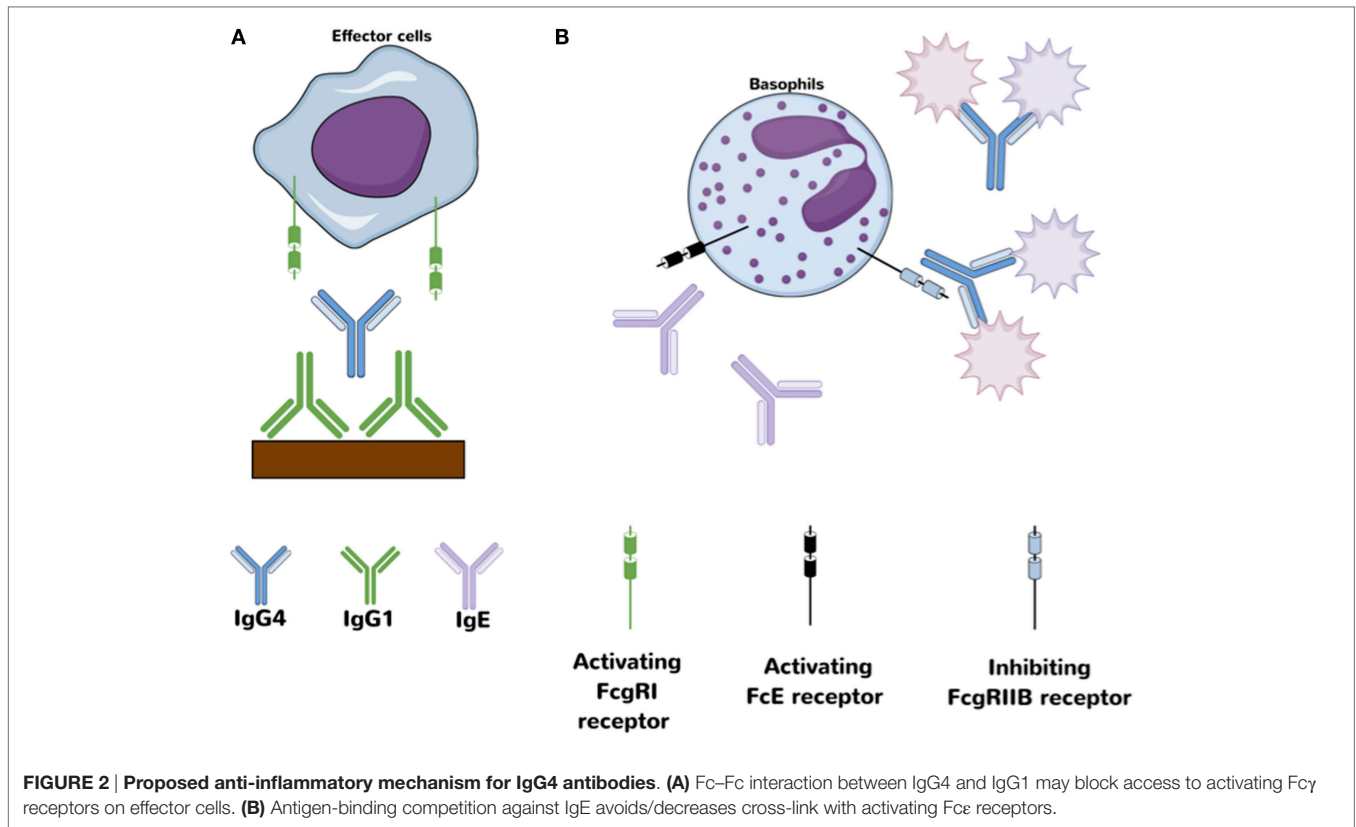 A
Effector cells
B
Basophils
IgG4
IgG1
IgE
Activating
FcgRI
receptor
Activating
FcE receptor
Inhibiting
FcgRIIB receptor
FIGURE 2 | Proposed anti-inflammatory mechanism for IgG4 antibodies. (A) Fc–Fc interaction between IgG4 and IgG1 may block access to activating Fcγ
receptors on effector cells. (B) Antigen-binding competition against IgE avoids/decreases cross-link with activating Fcε receptors.